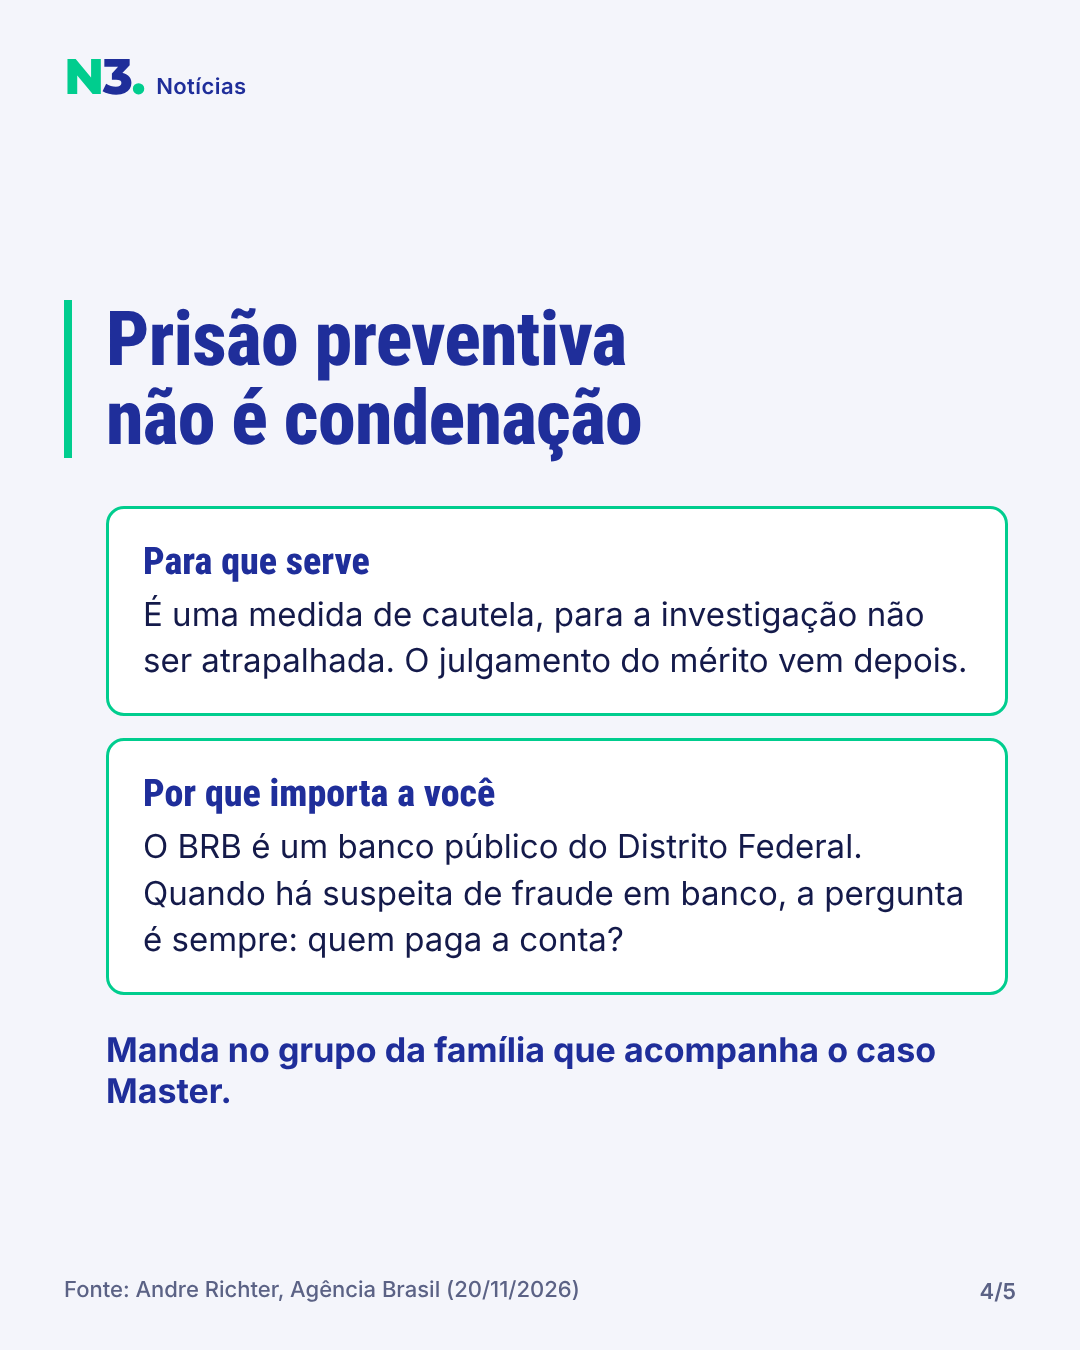 N3. Notícias
Prisão preventiva
não é condenação
Para que serve
É uma medida de cautela, para a investigação não
ser atrapalhada. O julgamento do mérito vem depois.
Por que importa a você
O BRB é um banco público do Distrito Federal.
Quando há suspeita de fraude em banco, a pergunta
é sempre: quem paga a conta?
Manda no grupo da família que acompanha o caso
Master.
Fonte: Andre Richter, Agência Brasil (20/11/2026)
4/5